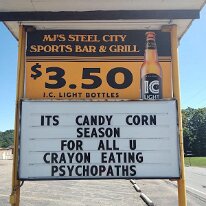 MJ'S STEEL CITY
SPORTS BAR & GRILL
$3.50
I.C. LIGHT BOTTLES
IC
LIGHT
ITS CANDY CORN
SEASON
FOR ALL U
CRAYON EATING
PSYCHOPATHS